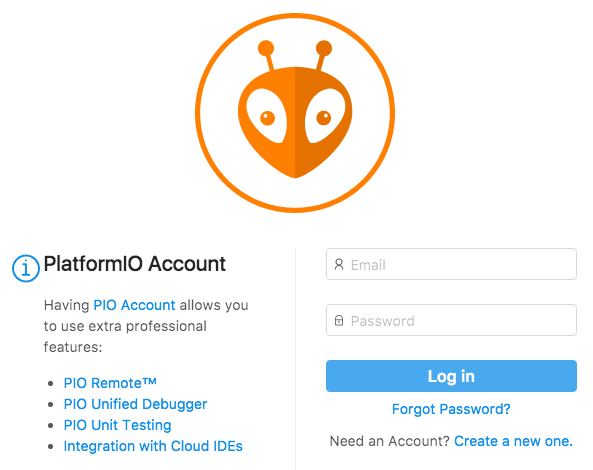 PlatformIO Account
Having PIO Account allows you
to use extra professional
features:
PIO Remote™
PIO Unified Debugger
PIO Unit Testing
Integration with Cloud IDEs
Email
Password
Log in
Forgot Password?
Need an Account? Create a new one.